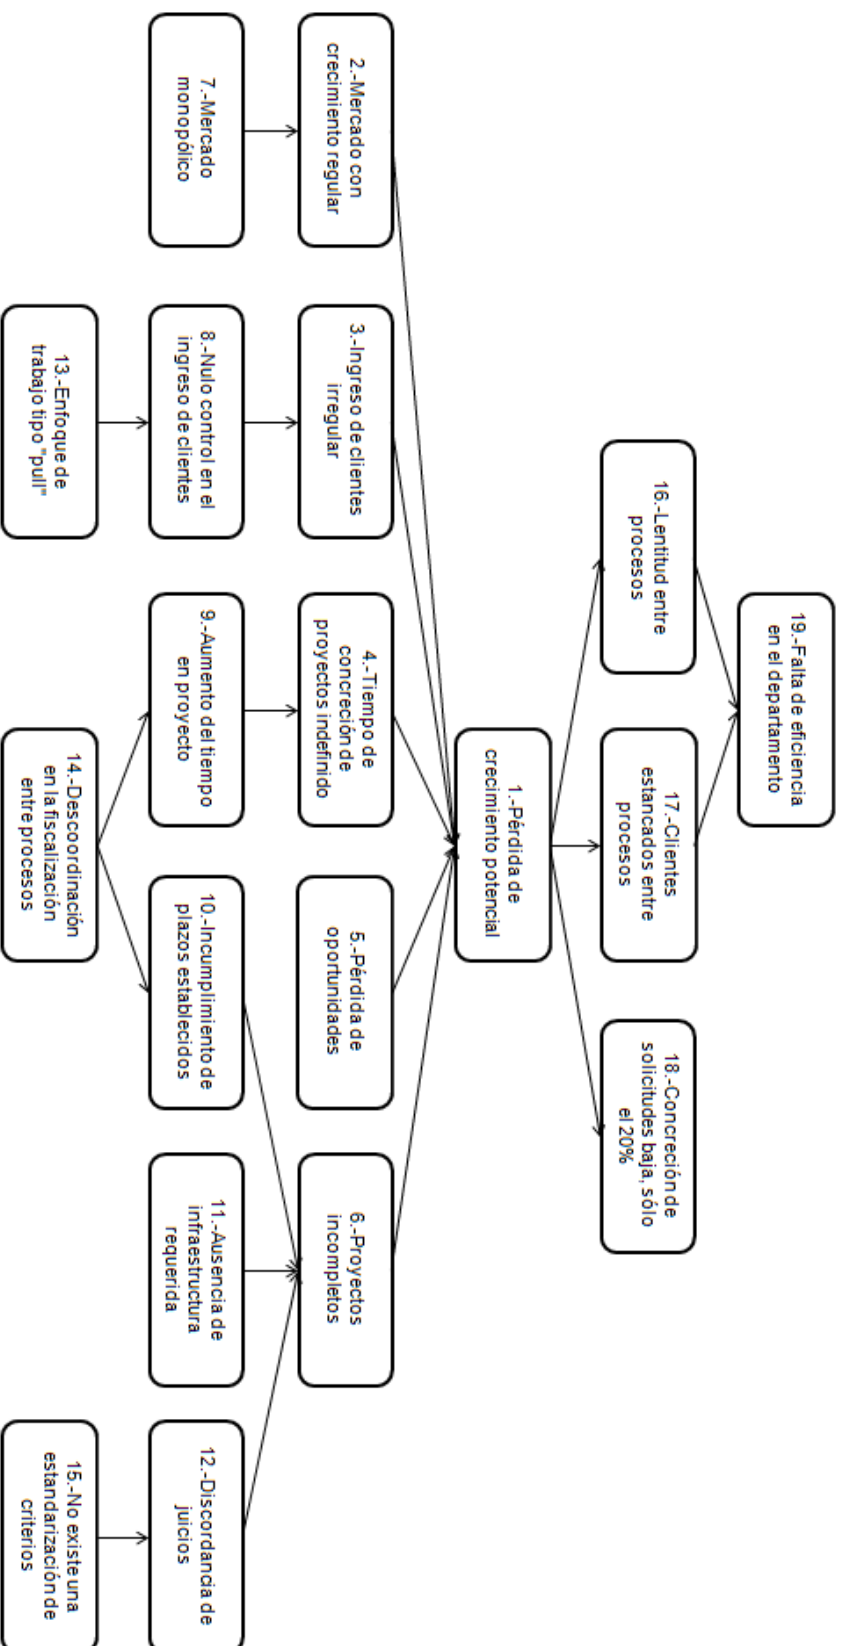 19.-Falta de eficiencia
en el departamento
16.-Lentitud entre
procesos
17.-Clientes
estancados entre
procesos
18.-Concreción de
solicitudes baja, sólo
el 20%
1.-Pérdida de
crecimiento potencial
2.-Mercado con
crecimiento regular
3.-Ingreso de clientes
irregular
4.-Tiempo de
concreción de
proyectos indefinido
5.-Pérdida de
oportunidades
6.-Proyectos
incompletos
7.-Mercado
monopólico
8.-Nulo control en el
ingreso de clientes
9.-Aumento del tiempo
en proyecto
10.-Incumplimiento de
plazos establecidos
11.-Ausencia de
infraestructura
requerida
12.-Discordancia de
juicios
13.-Enfoque de
trabajo tipo "pull"
14.-Descoordinación
en la fiscalización
entre procesos
15.-No existe una
estandarización de
criterios